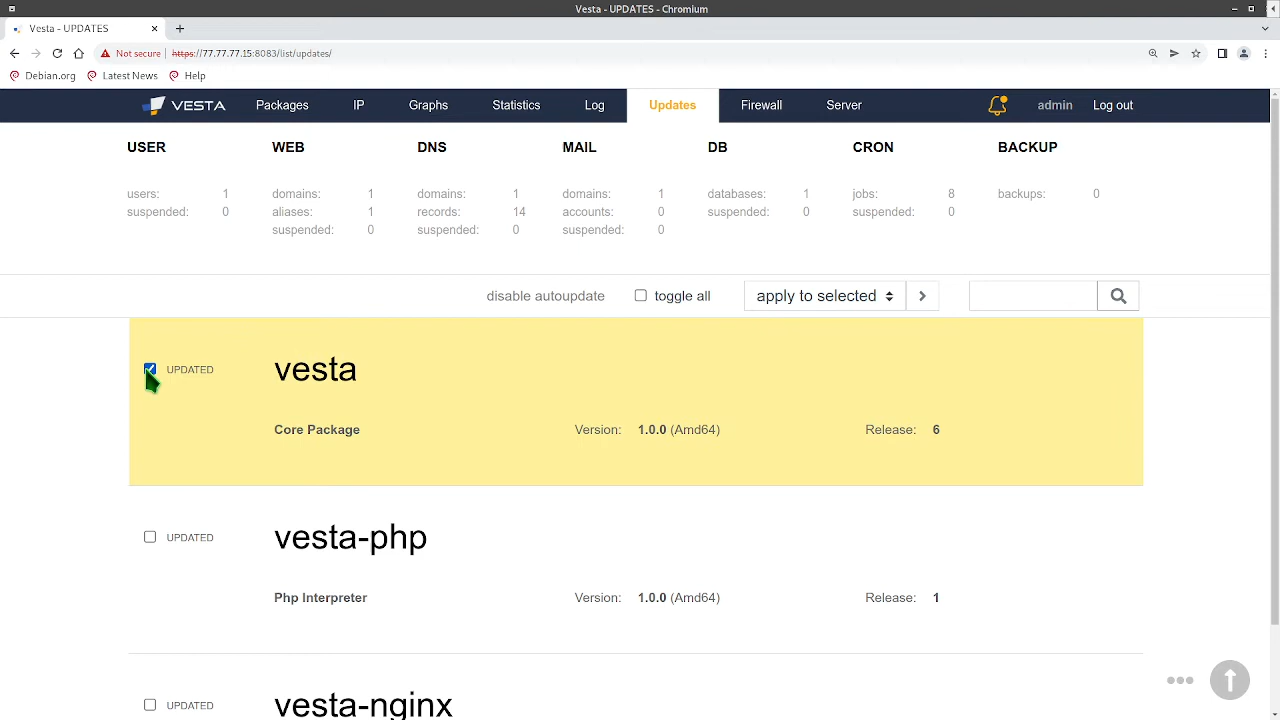 Vesta - UPDATES - Chromium
Vesta - UPDATES
Not secure https://77.77.77.15:8083/list/updates/
Debian.org Latest News Help
VESTA Packages IP Graphs Statistics Log Updates Firewall Server admin Log out
USER WEB DNS MAIL DB CRON BACKUP
users: 1 domains: 1 domains: 1 domains: 1 databases: 1 jobs: 8 backups: 0
suspended: 0 aliases: 1 records: 14 accounts: 0 suspended: 0 suspended: 0
suspended: 0 suspended: 0 suspended: 0
disable autoupdate toggle all apply to selected
UPDATED vesta
Core Package Version: 1.0.0 (Amd64) Release: 6
UPDATED vesta-php
Php Interpreter Version: 1.0.0 (Amd64) Release: 1
UPDATED vesta-nginx